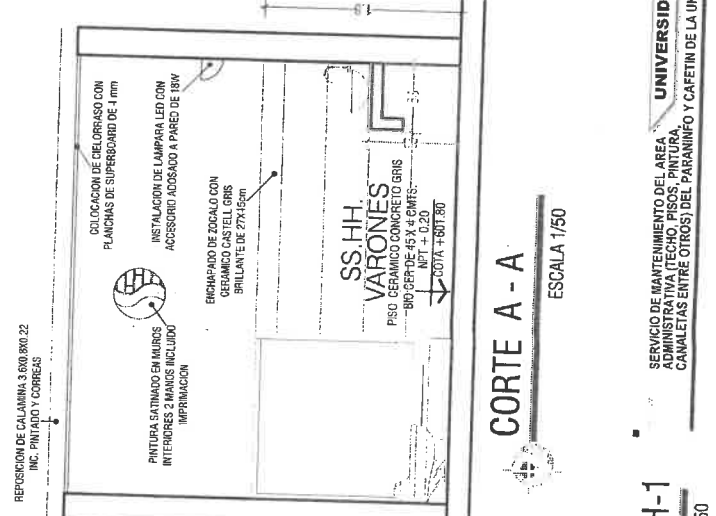 REPOSICION DE CALAMINA 3.6X0.8X0.22
INC. PINTADO Y CORREAS
COLOCACION DE CIELORRASO CON
PLANCHAS DE SUPERBOARD DE 4 mm
PINTURA SATINADO EN MUROS
INTERIORES 2 MANOS INCLUIDO
IMPRIMACION
INSTALACION DE LAMPARA LED CON
ACCESORIO ADOSADO A PARED DE 18W
ENCHAPADO DE ZOCALO CON
CERAMICO CASTELL GRIS
BRILLANTE DE 27X45cm
SS.HH.
VARONES
PISO CERAMICO CONCRETO GRIS
NPT + 0.20
COTA +601.80
CORTE A - A
ESCALA 1/50
H-1
50
SERVICIO DE MANTENIMIENTO DEL AREA
ADMINISTRATIVA (TECHO, PISOS, PINTURA,
CANALETAS ENTRE OTROS) DEL PARANINFO Y CAFETIN DE LA UN
UNIVERSID